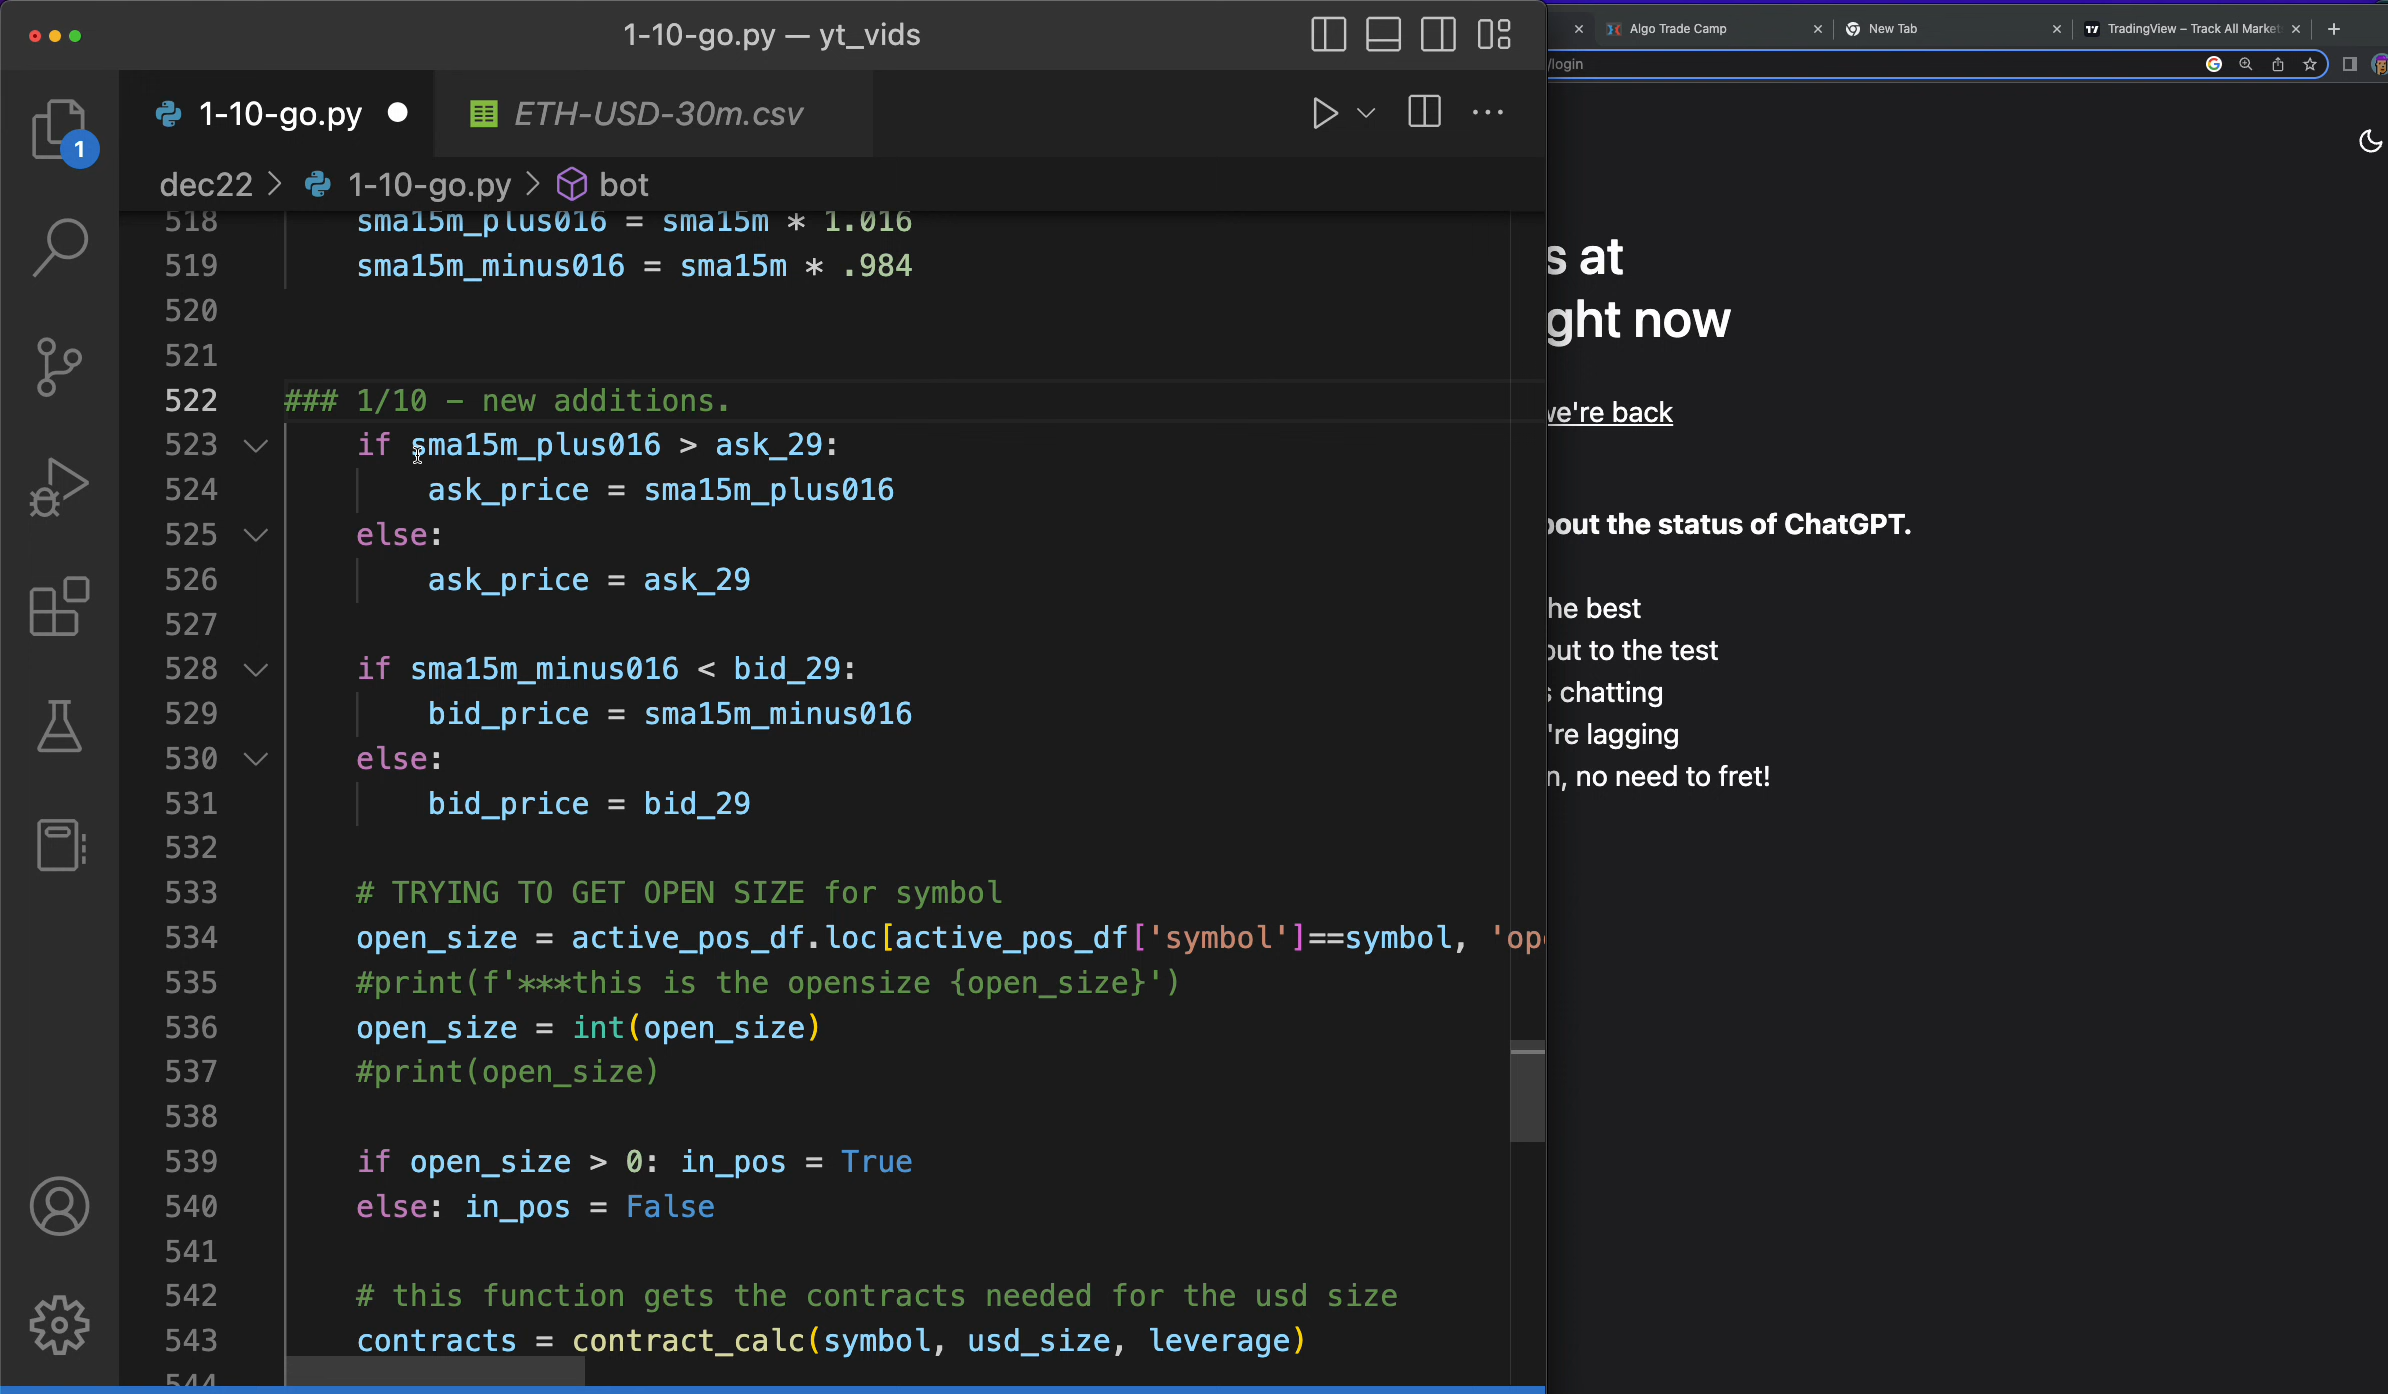 1-10-go.py — yt_vids
Algo Trade Camp
New Tab
TradingView – Track All Market
/login
1
1-10-go.py
ETH-USD-30m.csv
dec22 > 1-10-go.py > bot
518 sma15m_plus016 = sma15m * 1.016
519 sma15m_minus016 = sma15m * .984
520
521
522 ### 1/10 - new additions.
523 if sma15m_plus016 > ask_29:
524 ask_price = sma15m_plus016
525 else:
526 ask_price = ask_29
527
528 if sma15m_minus016 < bid_29:
529 bid_price = sma15m_minus016
530 else:
531 bid_price = bid_29
532
533 # TRYING TO GET OPEN SIZE for symbol
534 open_size = active_pos_df.loc[active_pos_df['symbol']==symbol, 'op
535 #print(f'***this is the opensize {open_size}')
536 open_size = int(open_size)
537 #print(open_size)
538
539 if open_size > 0: in_pos = True
540 else: in_pos = False
541
542 # this function gets the contracts needed for the usd size
543 contracts = contract_calc(symbol, usd_size, leverage)
544
s at
ght now
we're back
bout the status of ChatGPT.
he best
out to the test
s chatting
're lagging
n, no need to fret!